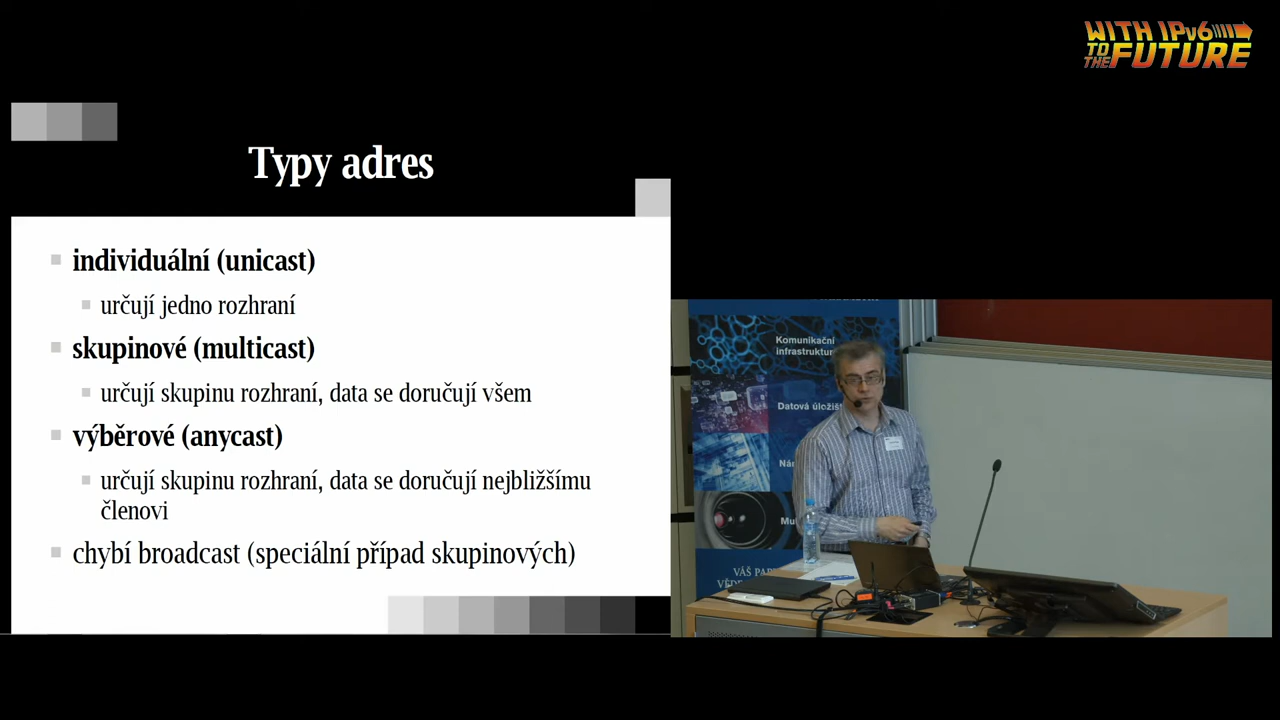 WITH IPv6
TO THE FUTURE
Typy adres
individuální (unicast)
určují jedno rozhraní
skupinové (multicast)
určují skupinu rozhraní, data se doručují všem
výběrové (anycast)
určují skupinu rozhraní, data se doručují nejbližšímu
členovi
chybí broadcast (speciální případ skupinových)
Komunikační
Datová
VÁŠ